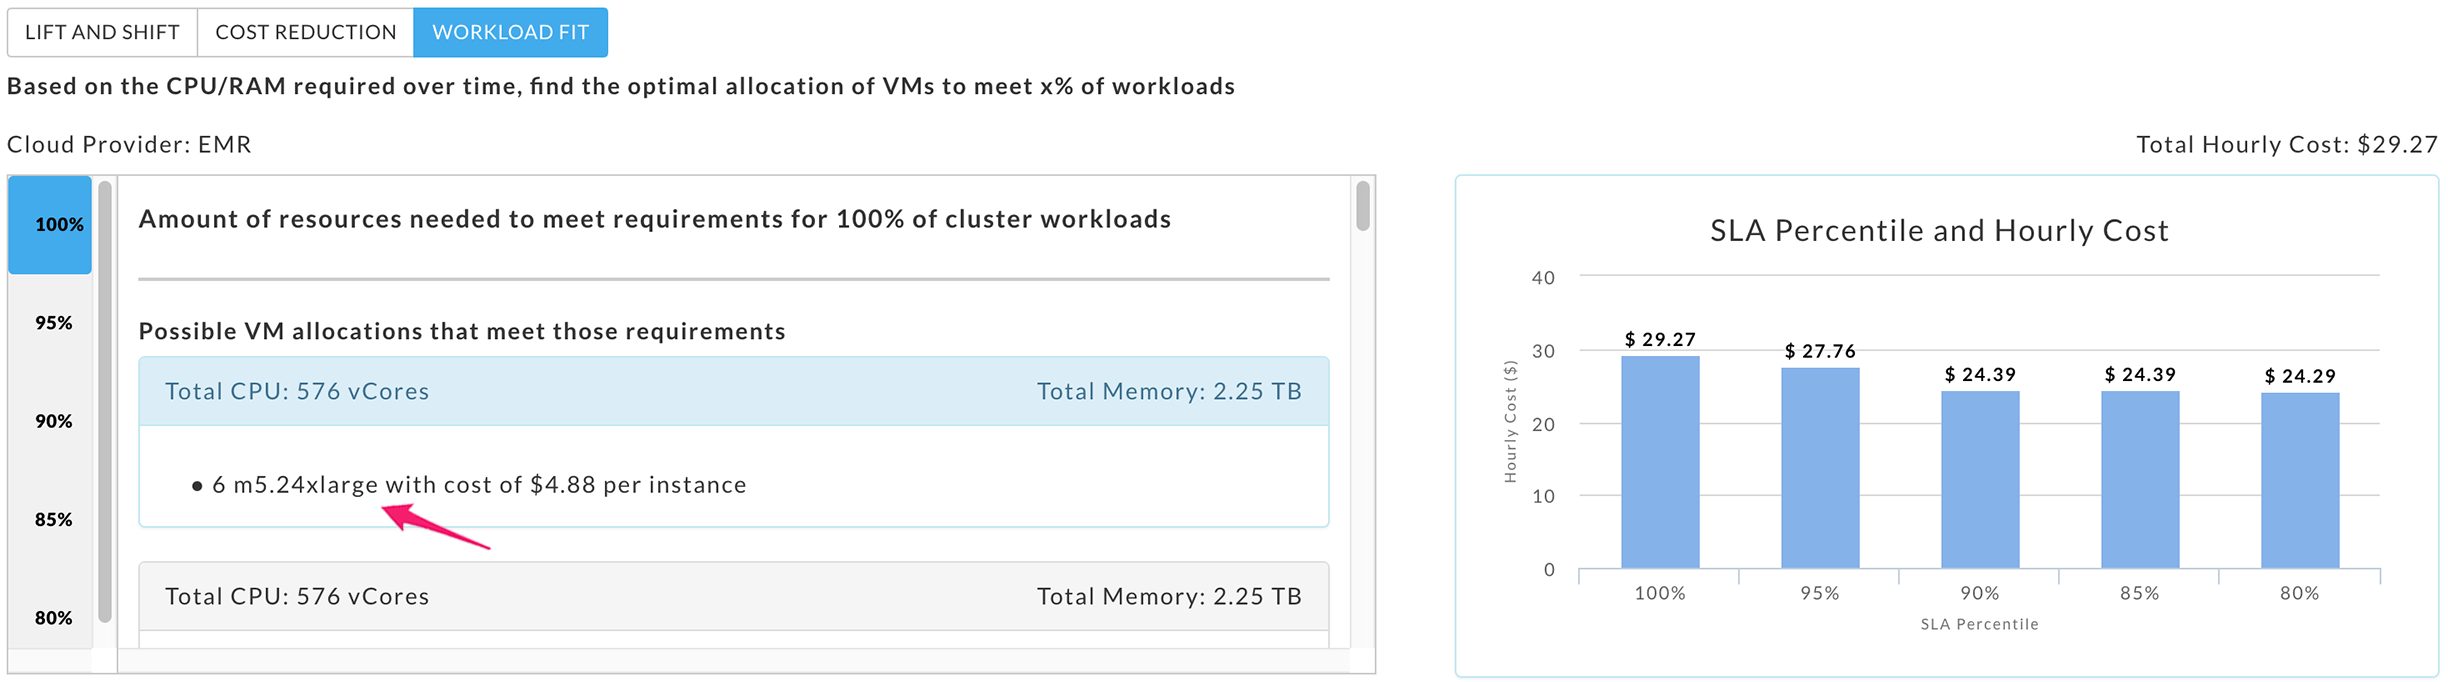 LIFT AND SHIFT COST REDUCTION WORKLOAD FIT
Based on the CPU/RAM required over time, find the optimal allocation of VMs to meet x% of workloads
Cloud Provider: EMR
Total Hourly Cost: $29.27
100%
95%
90%
85%
80%
Amount of resources needed to meet requirements for 100% of cluster workloads
Possible VM allocations that meet those requirements
Total CPU: 576 vCores Total Memory: 2.25 TB
• 6 m5.24xlarge with cost of $4.88 per instance
Total CPU: 576 vCores Total Memory: 2.25 TB
SLA Percentile and Hourly Cost
Hourly Cost ($)
40
30
20
10
0
$ 29.27
$ 27.76
$ 24.39
$ 24.39
$ 24.29
100% 95% 90% 85% 80%
SLA Percentile